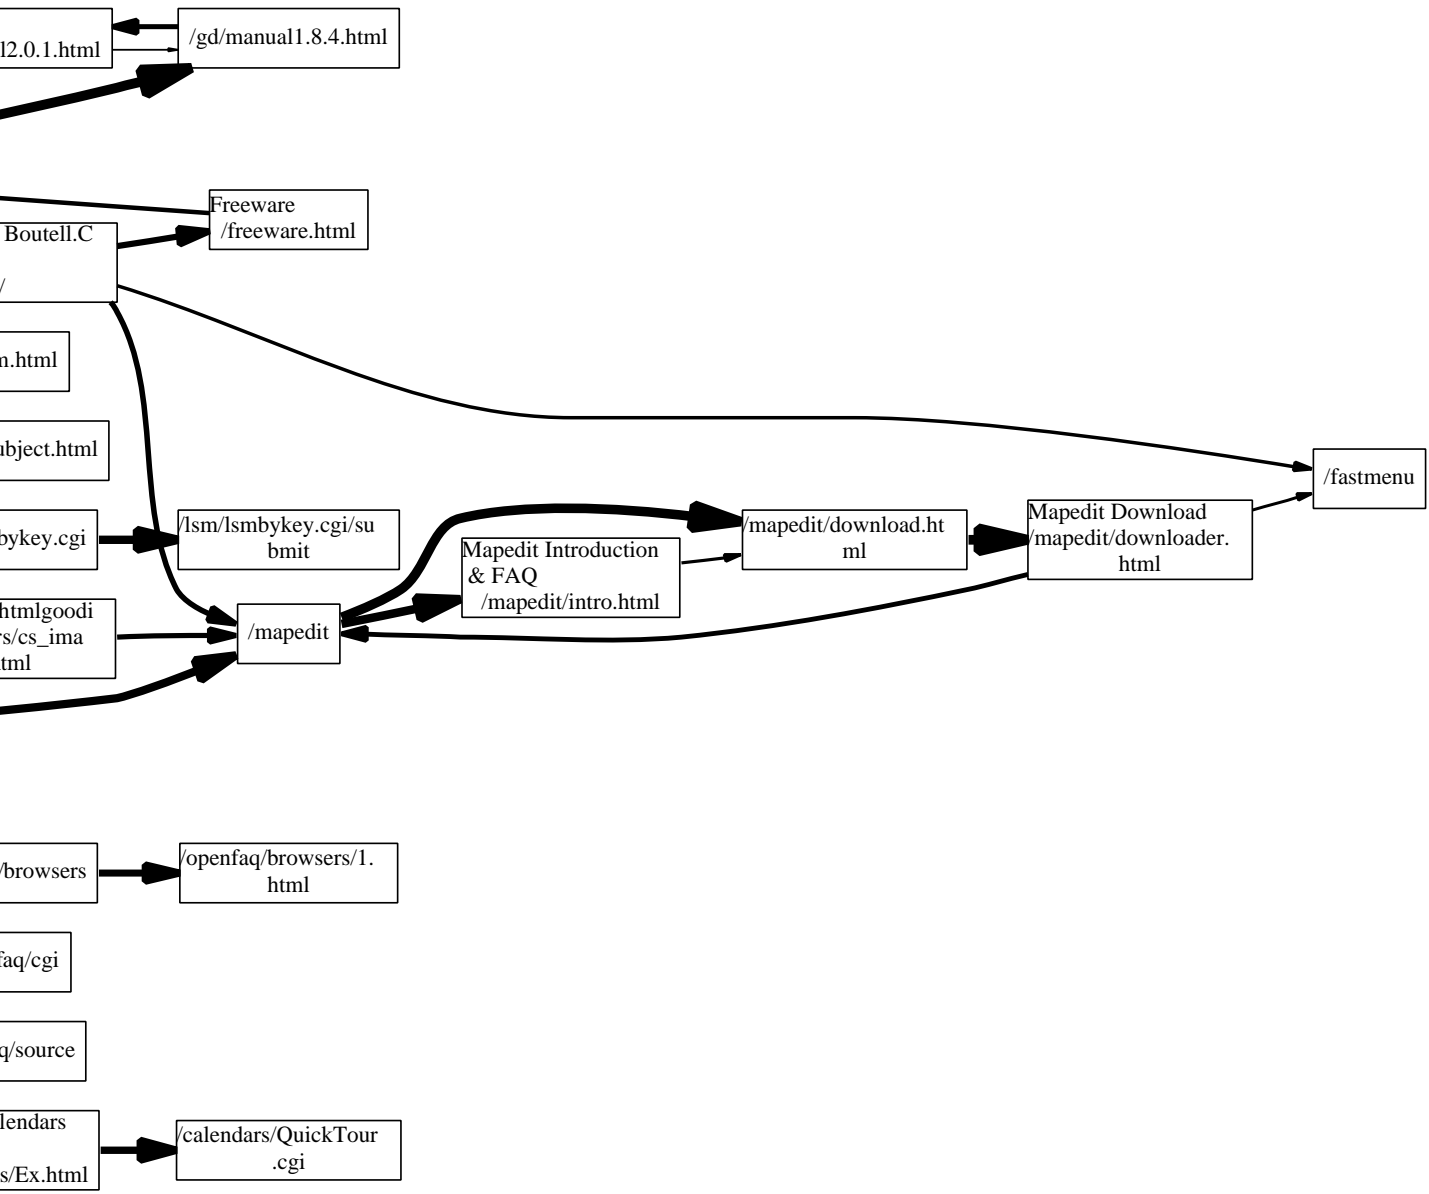 l2.0.1.html
/gd/manual1.8.4.html
Freeware
/freeware.html
Boutell.C
/
n.html
ubject.html
/fastmenu
bykey.cgi
/lsm/lsmbykey.cgi/su
bmit
/mapedit/download.ht
ml
Mapedit Download
/mapedit/downloader.
html
Mapedit Introduction
& FAQ
/mapedit/intro.html
htmlgoodi
rs/cs_ima
tml
/mapedit
/browsers
/openfaq/browsers/1.
html
faq/cgi
q/source
lendars
s/Ex.html
/calendars/QuickTour
.cgi